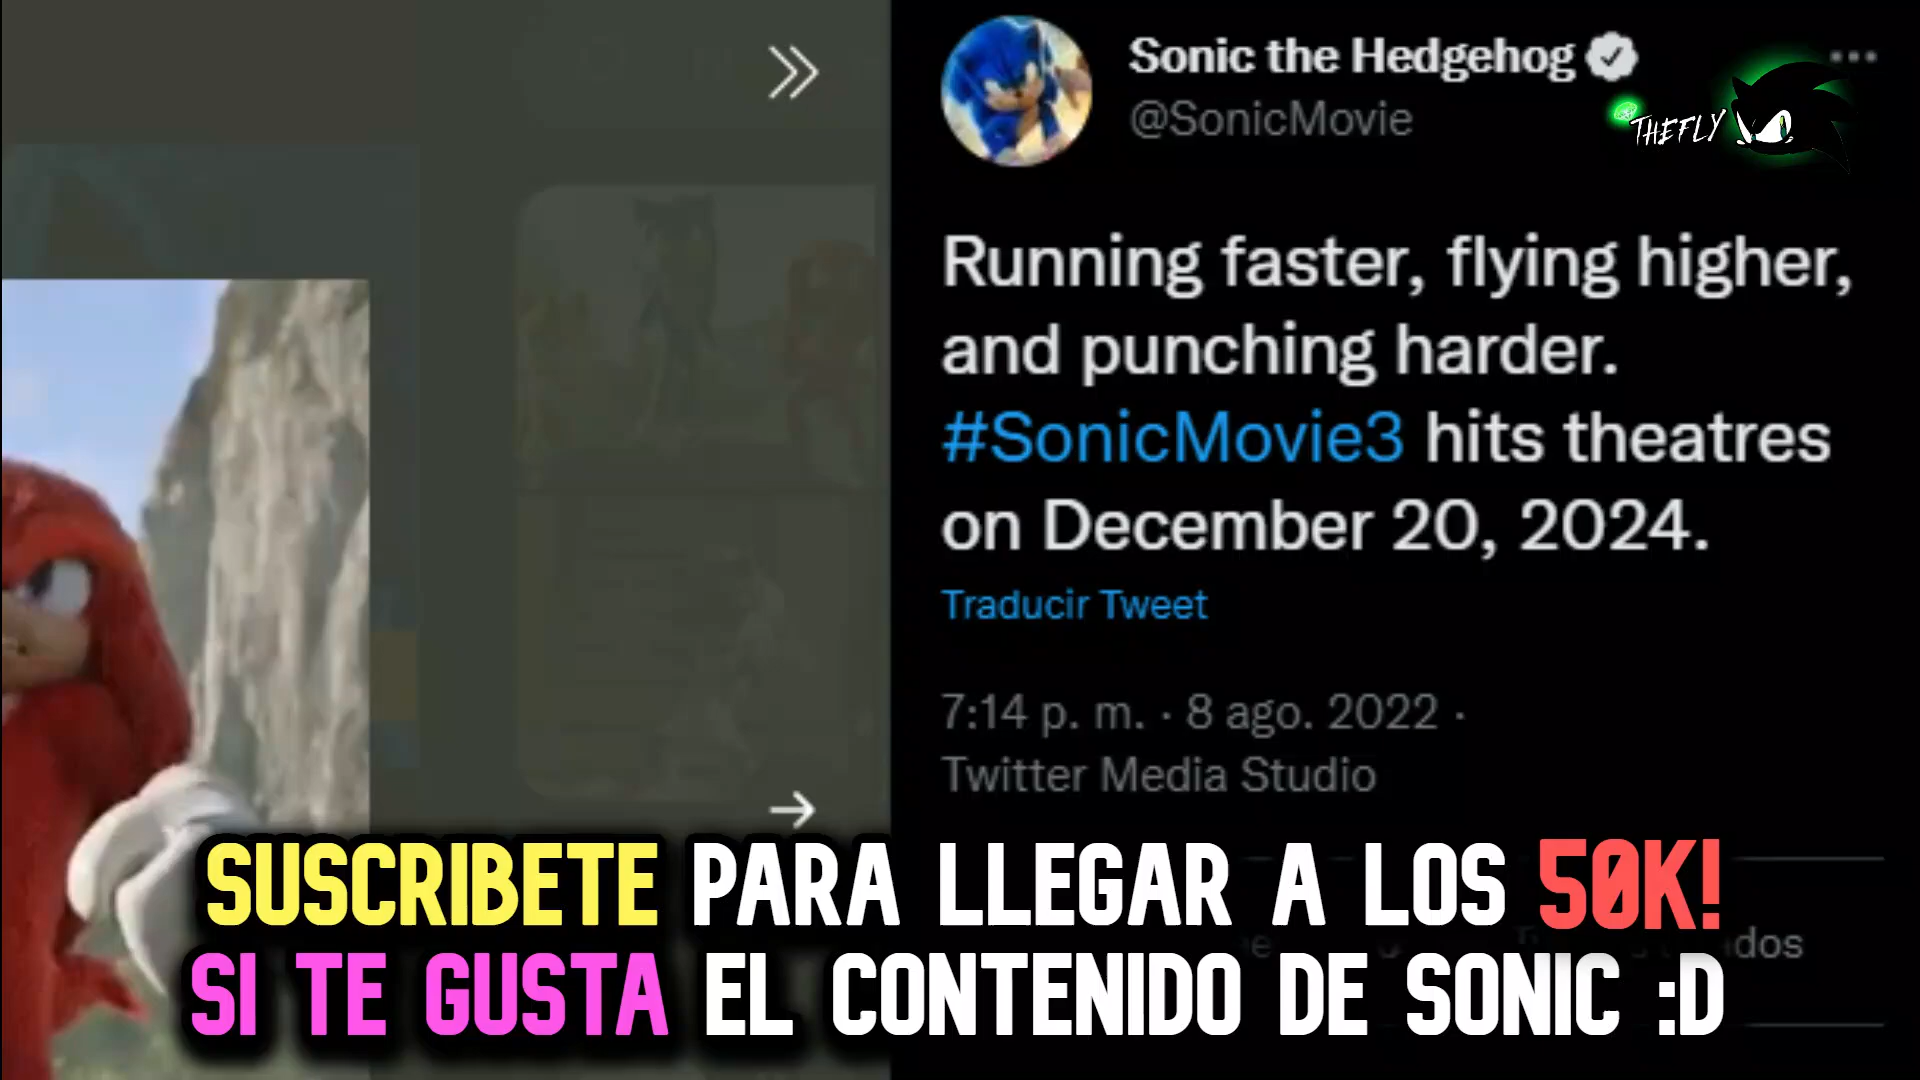 Sonic the Hedgehog
@SonicMovie
THEFLY
Running faster, flying higher,
and punching harder.
#SonicMovie3 hits theatres
on December 20, 2024.
Traducir Tweet
7:14 p. m. · 8 ago. 2022 ·
Twitter Media Studio
SUSCRIBETE PARA LLEGAR A LOS 50K!
SI TE GUSTA EL CONTENIDO DE SONIC :D